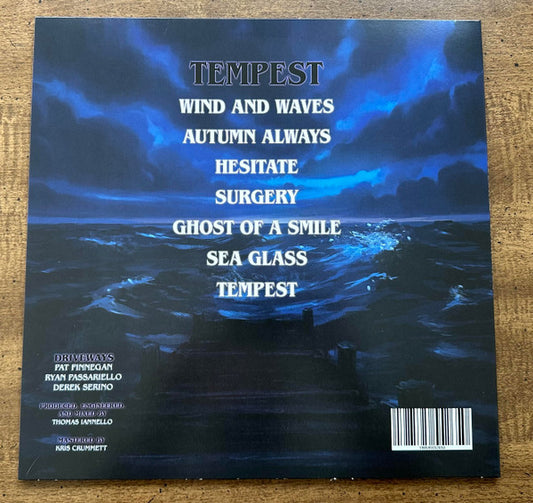 TEMPEST
WIND AND WAVES
AUTUMN ALWAYS
HESITATE
SURGERY
GHOST OF A SMILE
SEA GLASS
TEMPEST
DRIVEWAYS
PAT FINNEGAN
RYAN PASSARIELLO
DEREK SERINO
PRODUCED, ENGINEERED,
AND MIXED BY
THOMAS IANNELLO
MASTERED BY
KRIS CRUMMETT